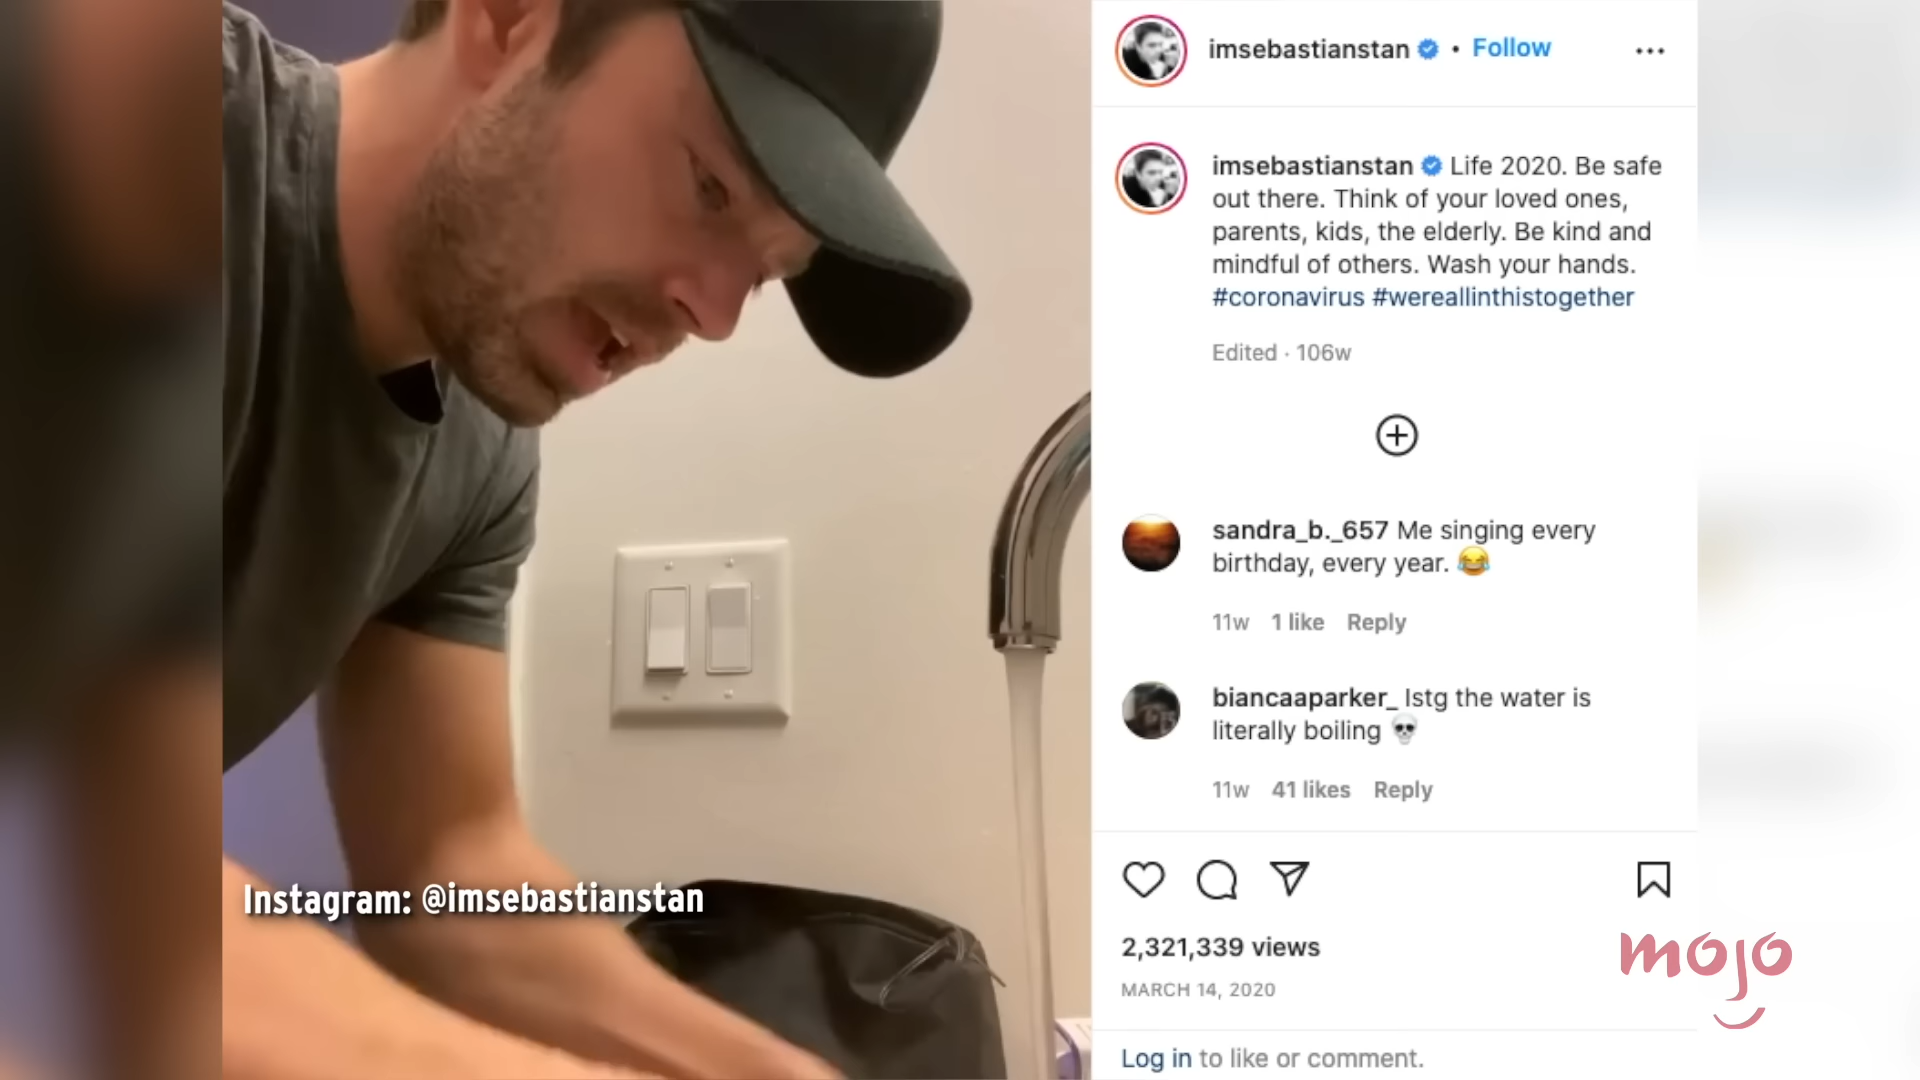 imsebastianstan • Follow
imsebastianstan Life 2020. Be safe
out there. Think of your loved ones,
parents, kids, the elderly. Be kind and
mindful of others. Wash your hands.
#coronavirus #wereallinthistogether
Edited · 106w
sandra_b._657 Me singing every
birthday, every year. 😂
11w 1 like Reply
biancaaparker_ Istg the water is
literally boiling 💀
11w 41 likes Reply
Instagram: @imsebastianstan
2,321,339 views
mojo
MARCH 14, 2020
Log in to like or comment.